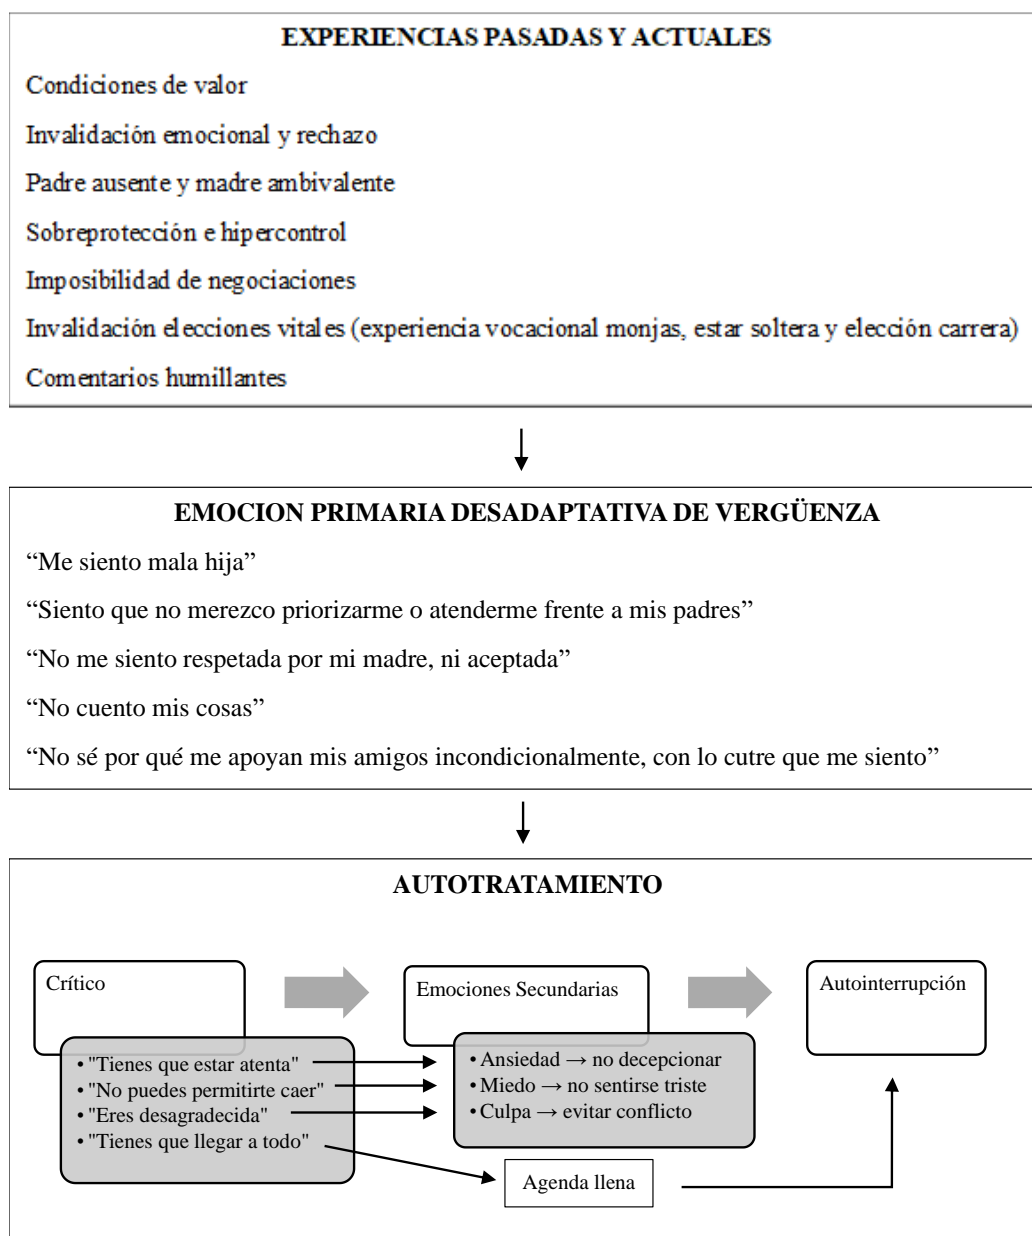 EXPERIENCIAS PASADAS Y ACTUALES
Condiciones de valor
Invalidación emocional y rechazo
Padre ausente y madre ambivalente
Sobreprotección e hipercontrol
Imposibilidad de negociaciones
Invalidación elecciones vitales (experiencia vocacional monjas, estar soltera y elección carrera)
Comentarios humillantes
EMOCION PRIMARIA DESADAPTATIVA DE VERGÜENZA
“Me siento mala hija”
“Siento que no merezco priorizarme o atenderme frente a mis padres”
“No me siento respetada por mi madre, ni aceptada”
“No cuento mis cosas”
“No sé por qué me apoyan mis amigos incondicionalmente, con lo cutre que me siento”
AUTOTRATAMIENTO
Crítico
• "Tienes que estar atenta"
• "No puedes permitirte caer"
• "Eres desagradecida"
• "Tienes que llegar a todo"
Emociones Secundarias
• Ansiedad → no decepcionar
• Miedo → no sentirse triste
• Culpa → evitar conflicto
Agenda llena
Autointerrupción